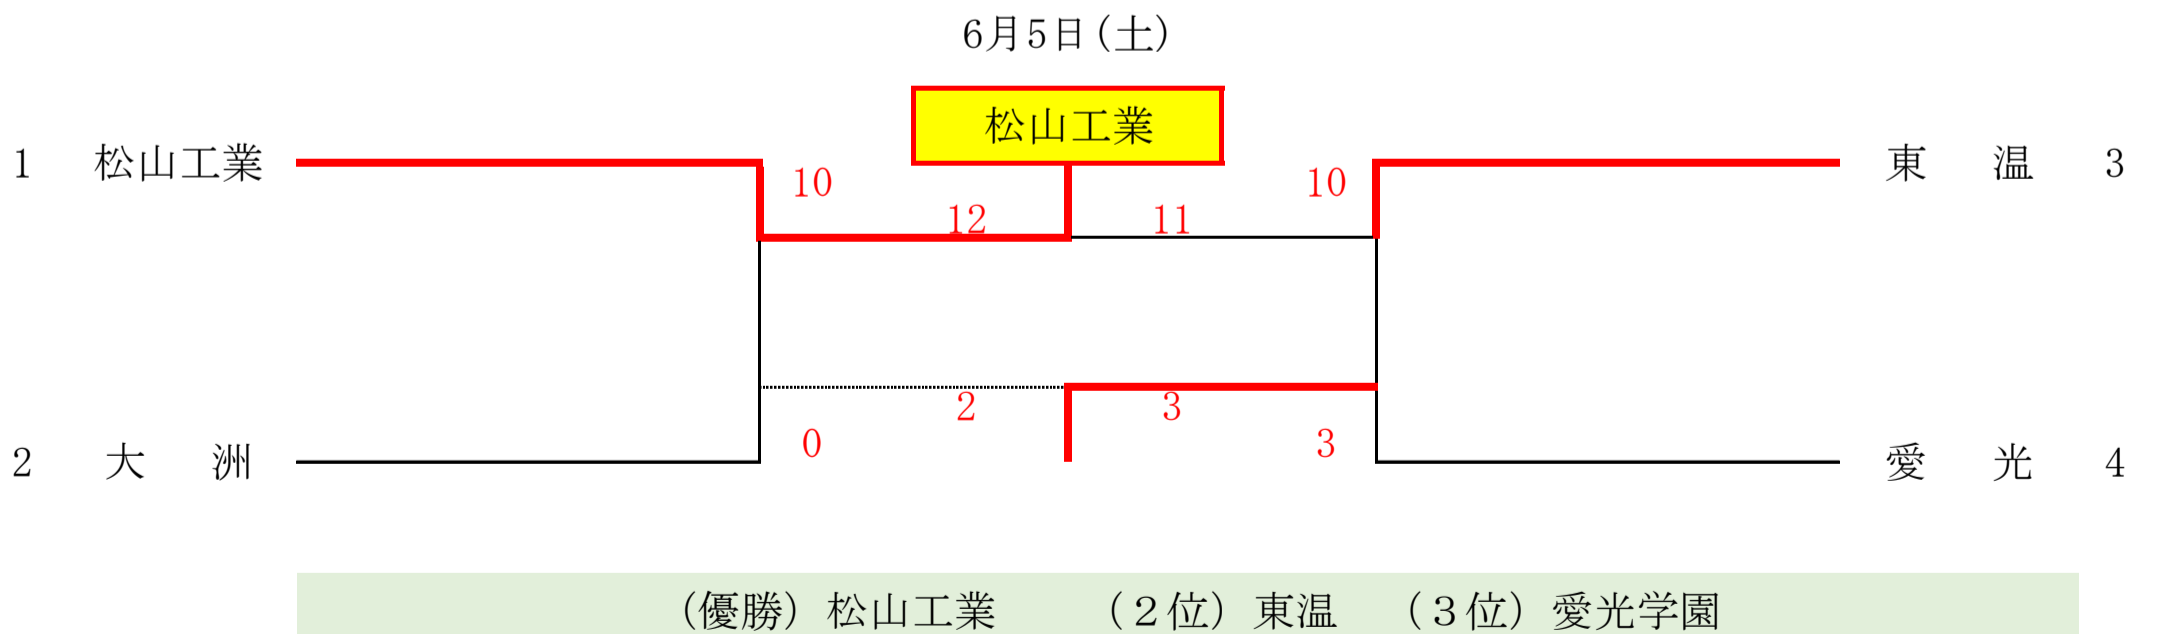 6月5日(土)
松山工業
1 松山工業 10 10 東 温 3
12 11
2 3
2 大 洲 0 3 愛 光 4
(優勝) 松山工業 (２位) 東温 (３位) 愛光学園